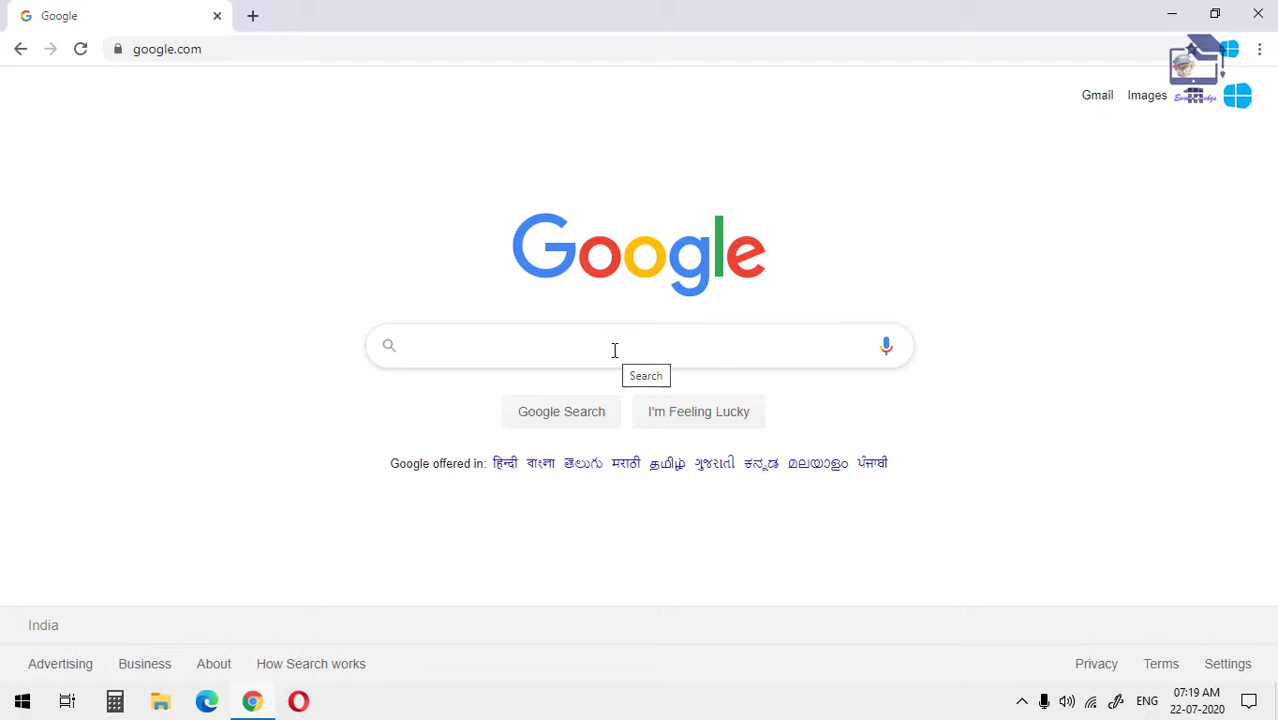 Google
google.com
Gmail Images
Google
Search
Google Search I'm Feeling Lucky
Google offered in: हिन्दी বাংলা తెలుగు मराठी தமிழ் ગુજરાતી ಕನ್ನಡ മലയാളം ਪੰਜਾਬੀ
India
Advertising Business About How Search works Privacy Terms Settings
ENG
07:19 AM
22-07-2020